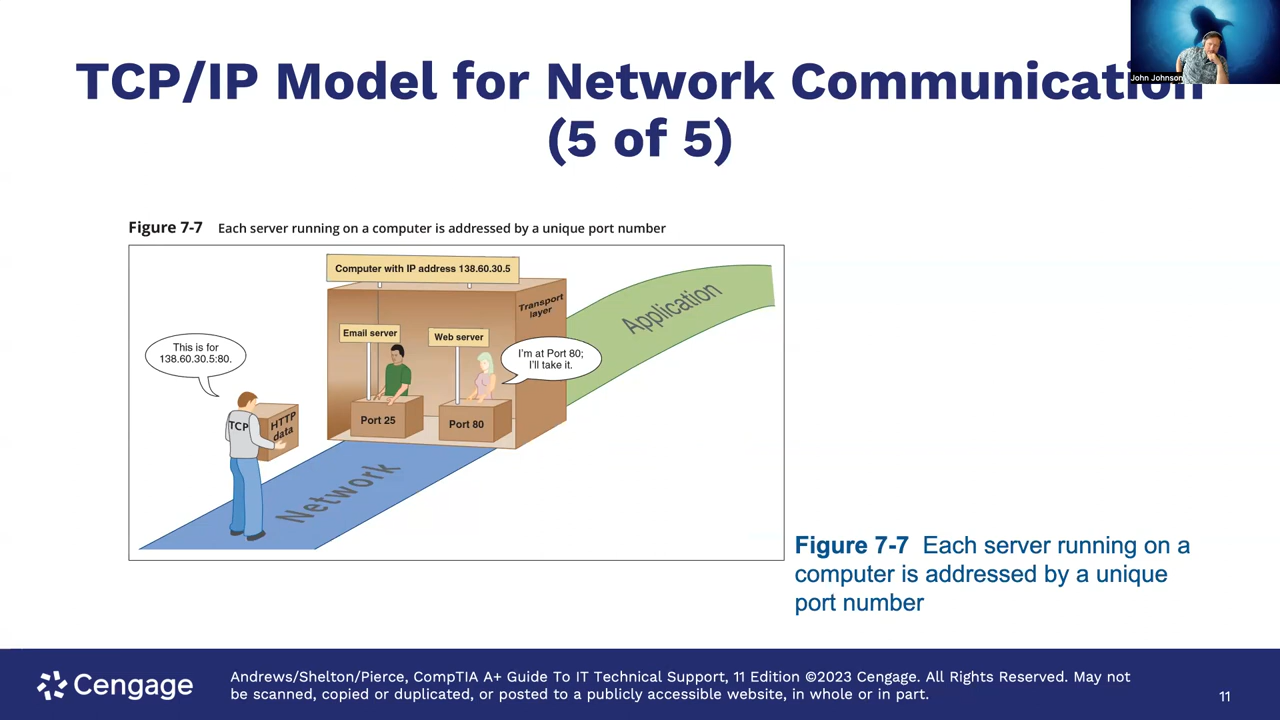 TCP/IP Model for Network Communication
(5 of 5)
John Johnson
Figure 7-7 Each server running on a computer is addressed by a unique port number
Computer with IP address 138.60.30.5
Transport
layer
Application
Email server
Web server
This is for
138.60.30.5:80.
I'm at Port 80;
I'll take it.
TCP
HTTP
data
Port 25
Port 80
Network
Figure 7-7 Each server running on a
computer is addressed by a unique
port number
Cengage
Andrews/Shelton/Pierce, CompTIA A+ Guide To IT Technical Support, 11 Edition ©2023 Cengage. All Rights Reserved. May not
be scanned, copied or duplicated, or posted to a publicly accessible website, in whole or in part.
11